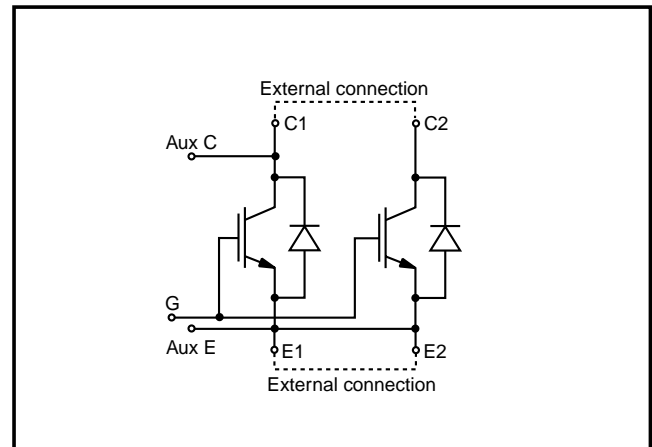 External connection
C1
C2
Aux C
G
Aux E
E1
E2
External connection